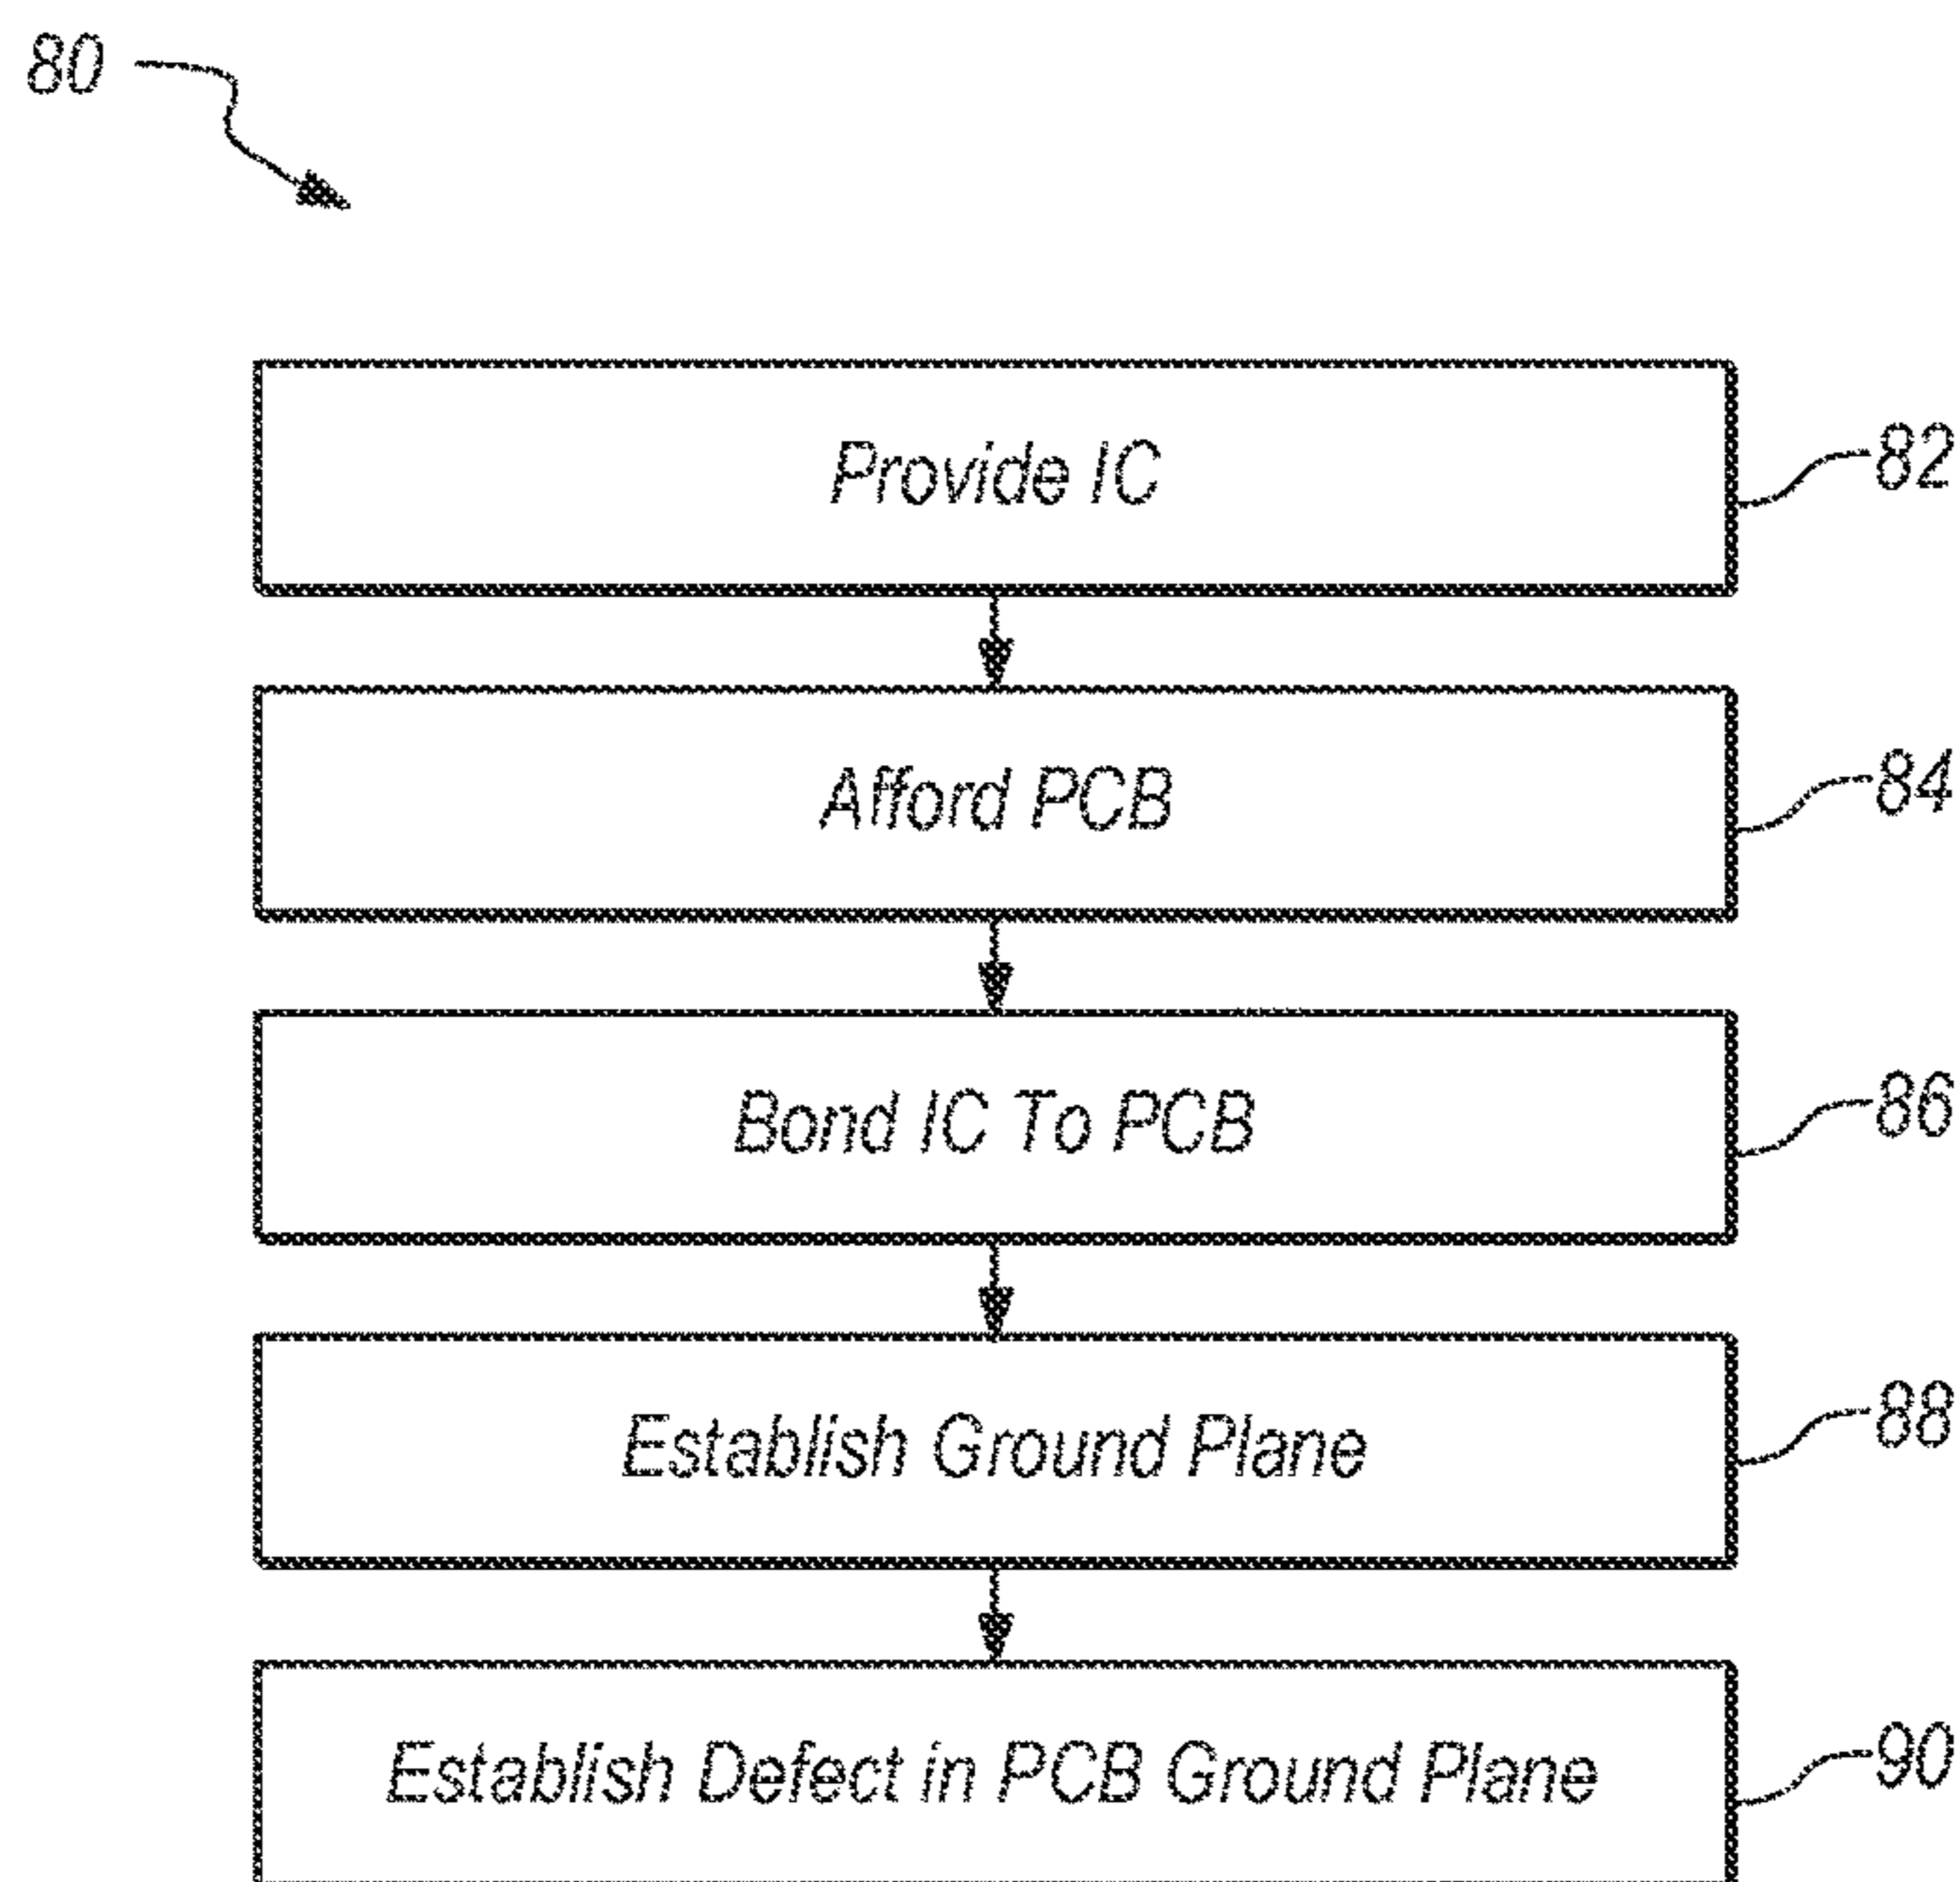 80
Provide IC
82
Afford PCB
84
Bond IC To PCB
86
Establish Ground Plane
88
Establish Defect in PCB Ground Plane
90